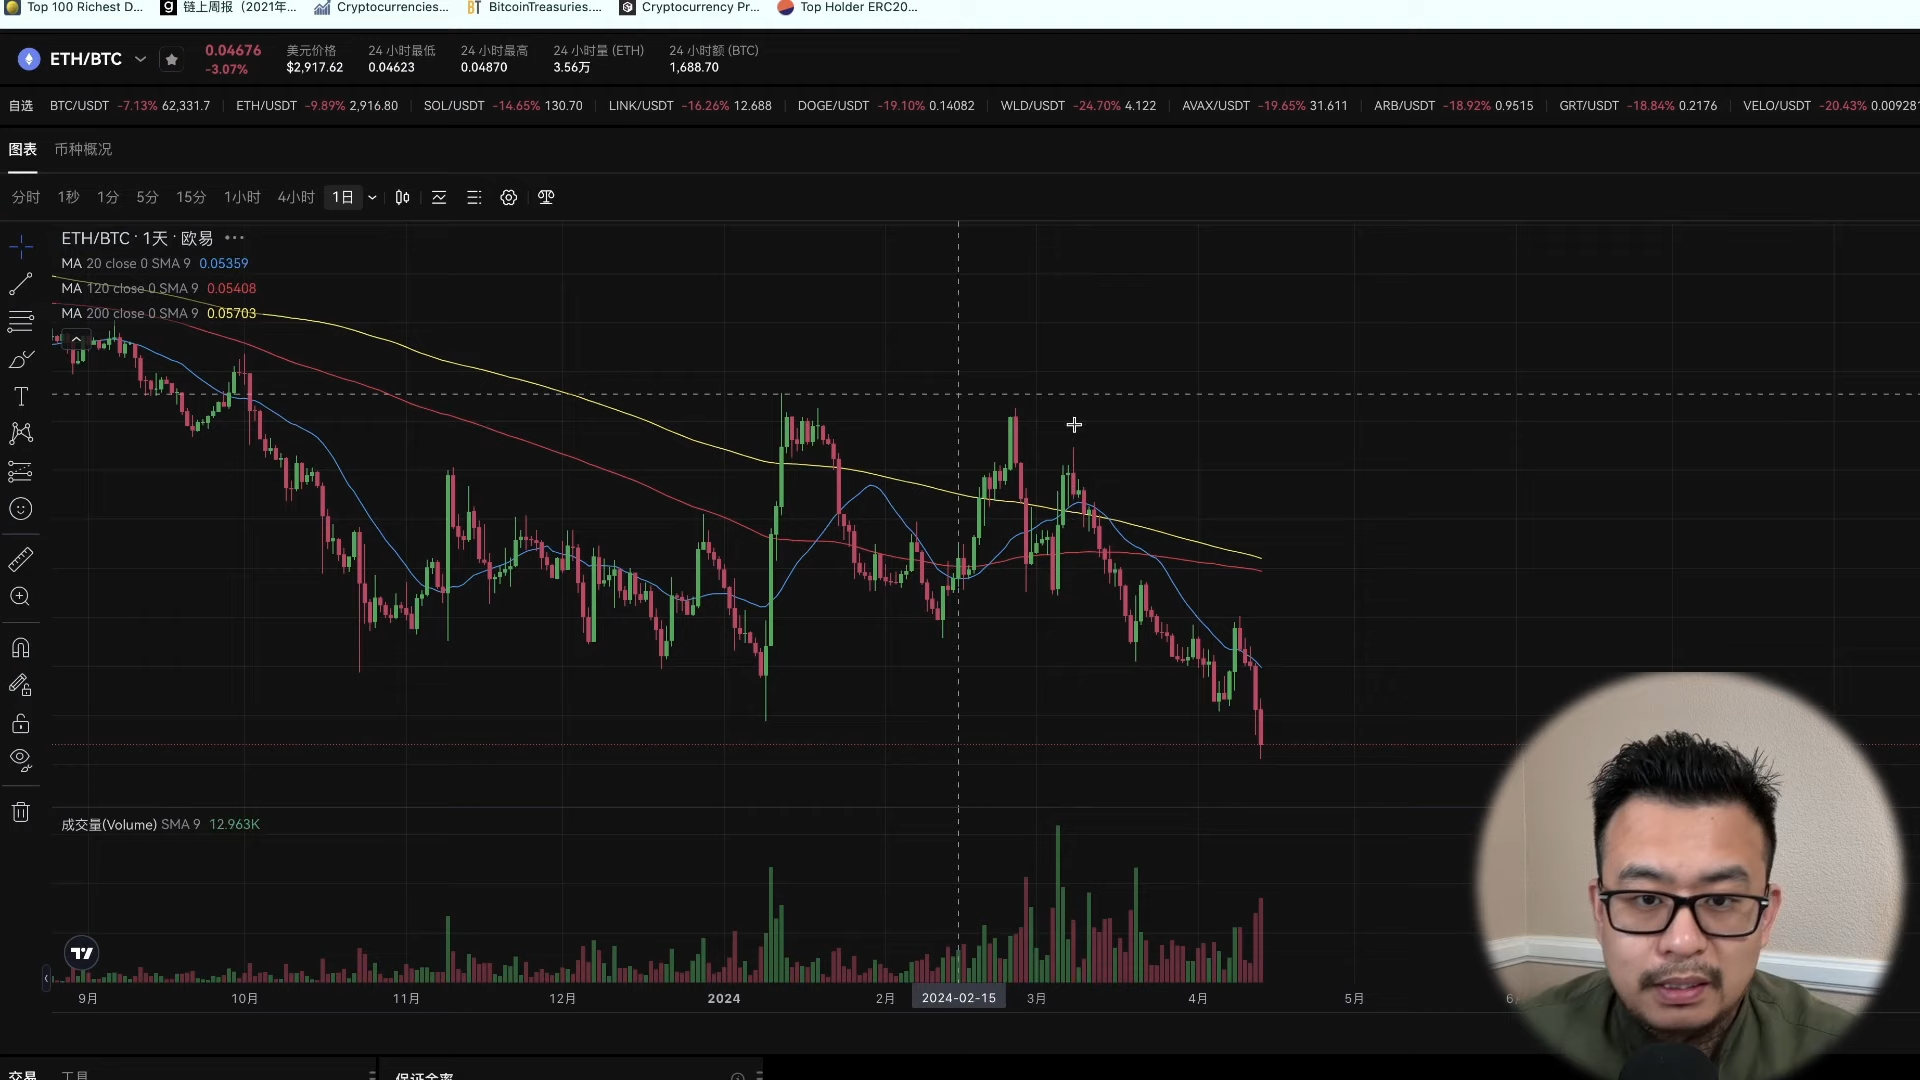 Top 100 Richest D... 链上周报（2021年... Cryptocurrencies... BitcoinTreasuries.... Cryptocurrency Pr... Top Holder ERC20...
ETH/BTC 0.04676 -3.07% 美元价格 $2,917.62 24 小时最低 0.04623 24 小时最高 0.04870 24 小时量 (ETH) 3.56万 24 小时额 (BTC) 1,688.70
自选 BTC/USDT -7.13% 62,331.7 ETH/USDT -9.89% 2,916.80 SOL/USDT -14.65% 130.70 LINK/USDT -16.26% 12.688 DOGE/USDT -19.10% 0.14082 WLD/USDT -24.70% 4.122 AVAX/USDT -19.65% 31.611 ARB/USDT -18.92% 0.9515 GRT/USDT -18.84% 0.2176 VELO/USDT -20.43% 0.00928
图表 币种概况
分时 1秒 1分 5分 15分 1小时 4小时 1日
ETH/BTC · 1天 · 欧易
MA 20 close 0 SMA 9 0.05359
MA 120 close 0 SMA 9 0.05408
MA 200 close 0 SMA 9 0.05703
成交量(Volume) SMA 9 12.963K
9月 10月 11月 12月 2024 2月 2024-02-15 3月 4月 5月
交易 工具 保证金率